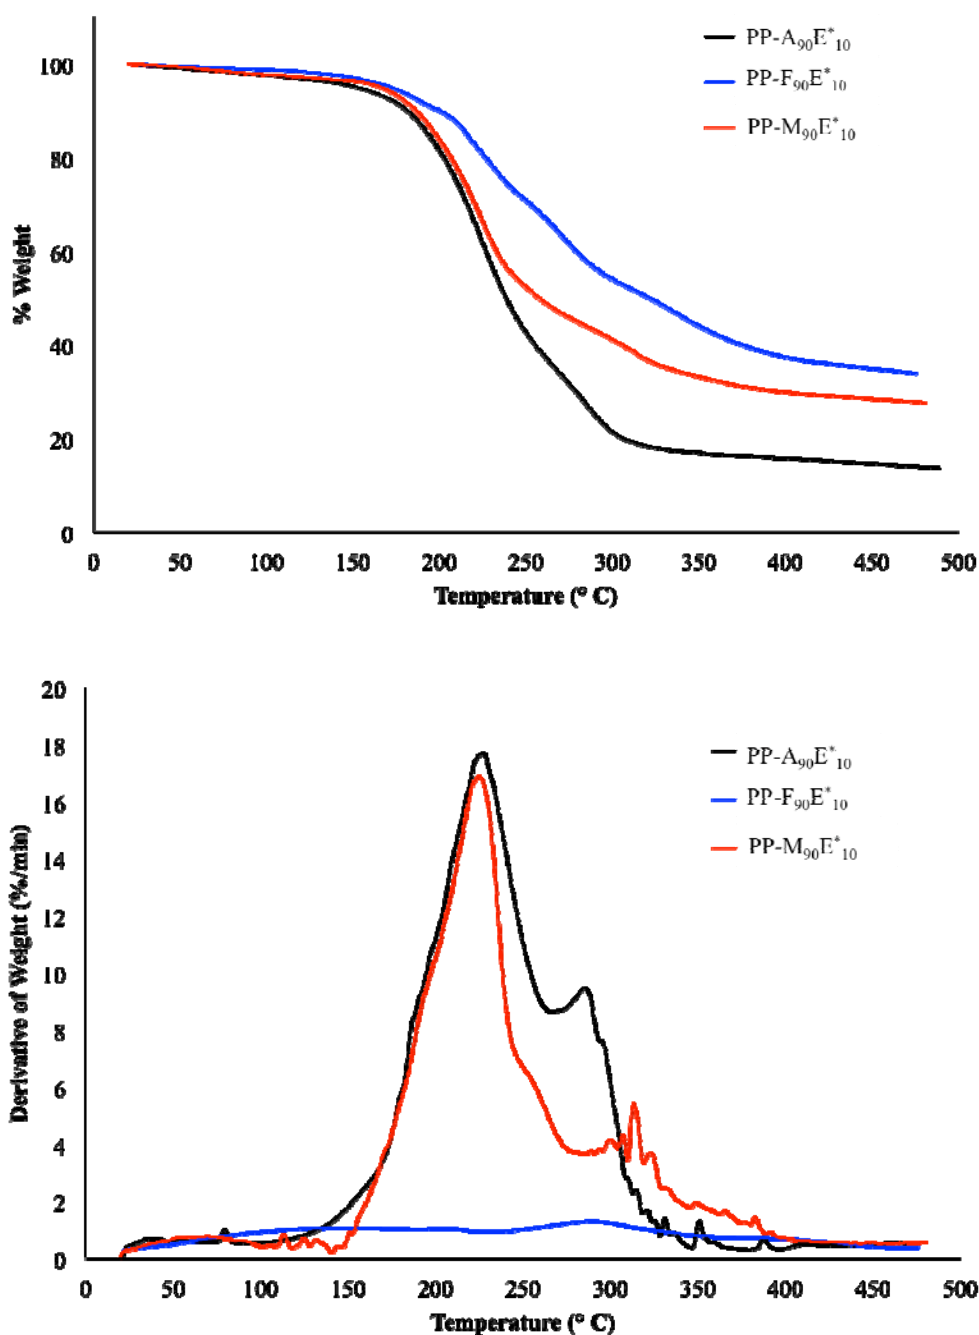 PP-A₉₀E*₁₀
PP-F₉₀E*₁₀
PP-M₉₀E*₁₀
100
80
60
40
20
0
% Weight
0 50 100 150 200 250 300 350 400 450 500
Temperature (° C)
20
18
16
14
12
10
8
6
4
2
0
Derivative of Weight (%/min)
PP-A₉₀E*₁₀
PP-F₉₀E*₁₀
PP-M₉₀E*₁₀
0 50 100 150 200 250 300 350 400 450 500
Temperature (° C)